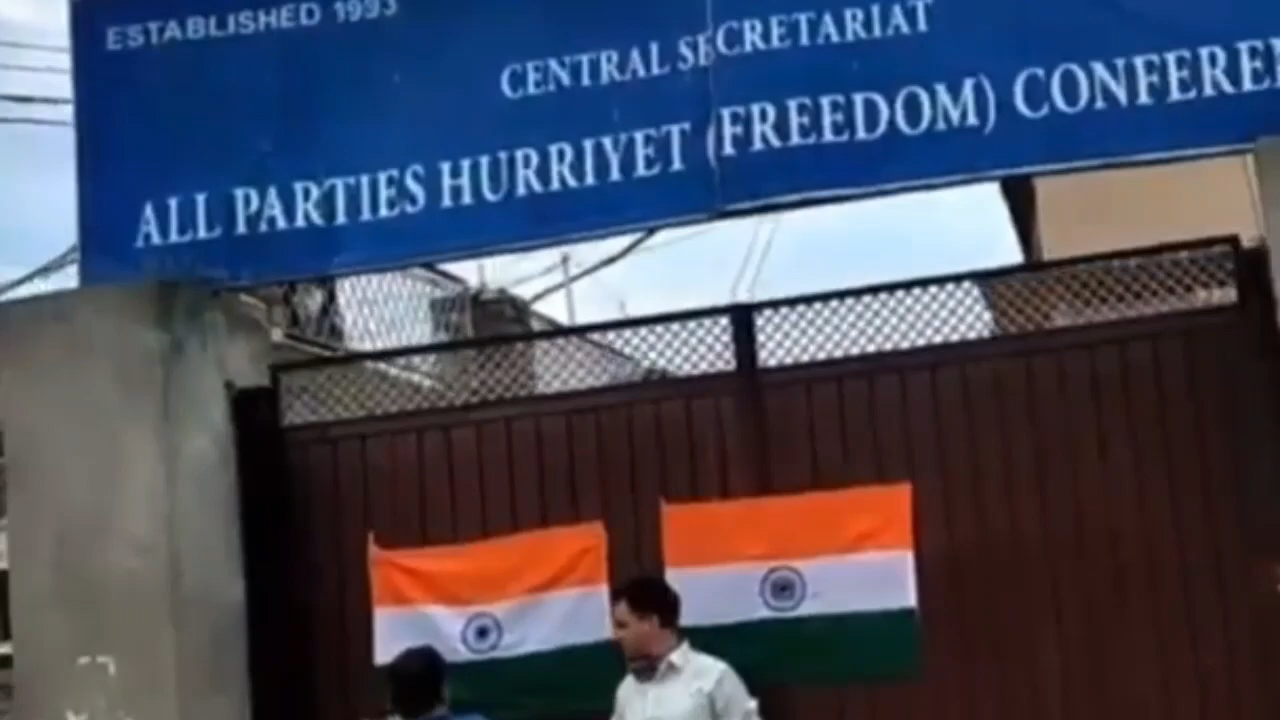 ESTABLISHED 1993
CENTRAL SECRETARIAT
ALL PARTIES HURRIYET (FREEDOM)